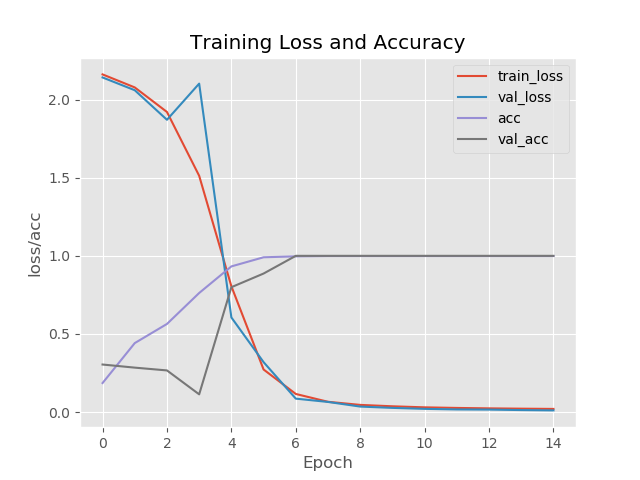 Training Loss and Accuracy
train_loss
val_loss
acc
val_acc
loss/acc
2.0
1.5
1.0
0.5
0.0
0 2 4 6 8 10 12 14
Epoch